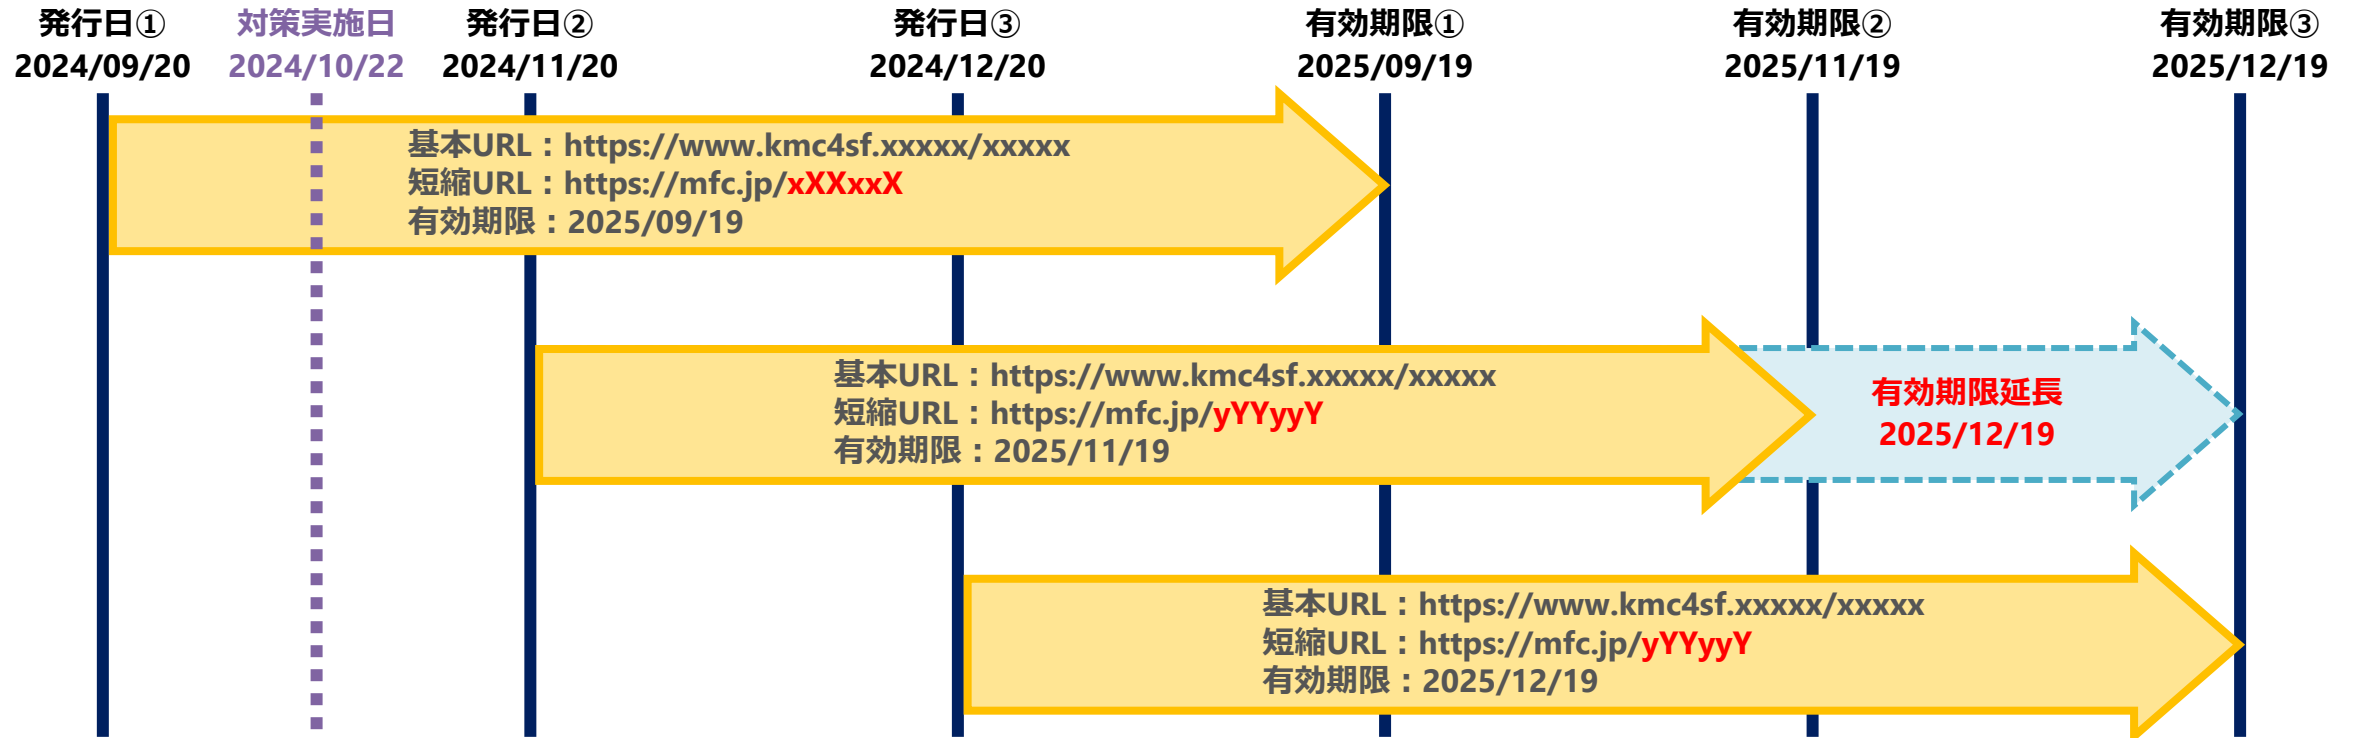 発行日①
2024/09/20
対策実施日
2024/10/22
発行日②
2024/11/20
発行日③
2024/12/20
有効期限①
2025/09/19
有効期限②
2025/11/19
有効期限③
2025/12/19
基本URL：https://www.kmc4sf.xxxxx/xxxxx
短縮URL：https://mfc.jp/xXXxxX
有効期限：2025/09/19
基本URL：https://www.kmc4sf.xxxxx/xxxxx
短縮URL：https://mfc.jp/yYYyyY
有効期限：2025/11/19
有効期限延長
2025/12/19
基本URL：https://www.kmc4sf.xxxxx/xxxxx
短縮URL：https://mfc.jp/yYYyyY
有効期限：2025/12/19